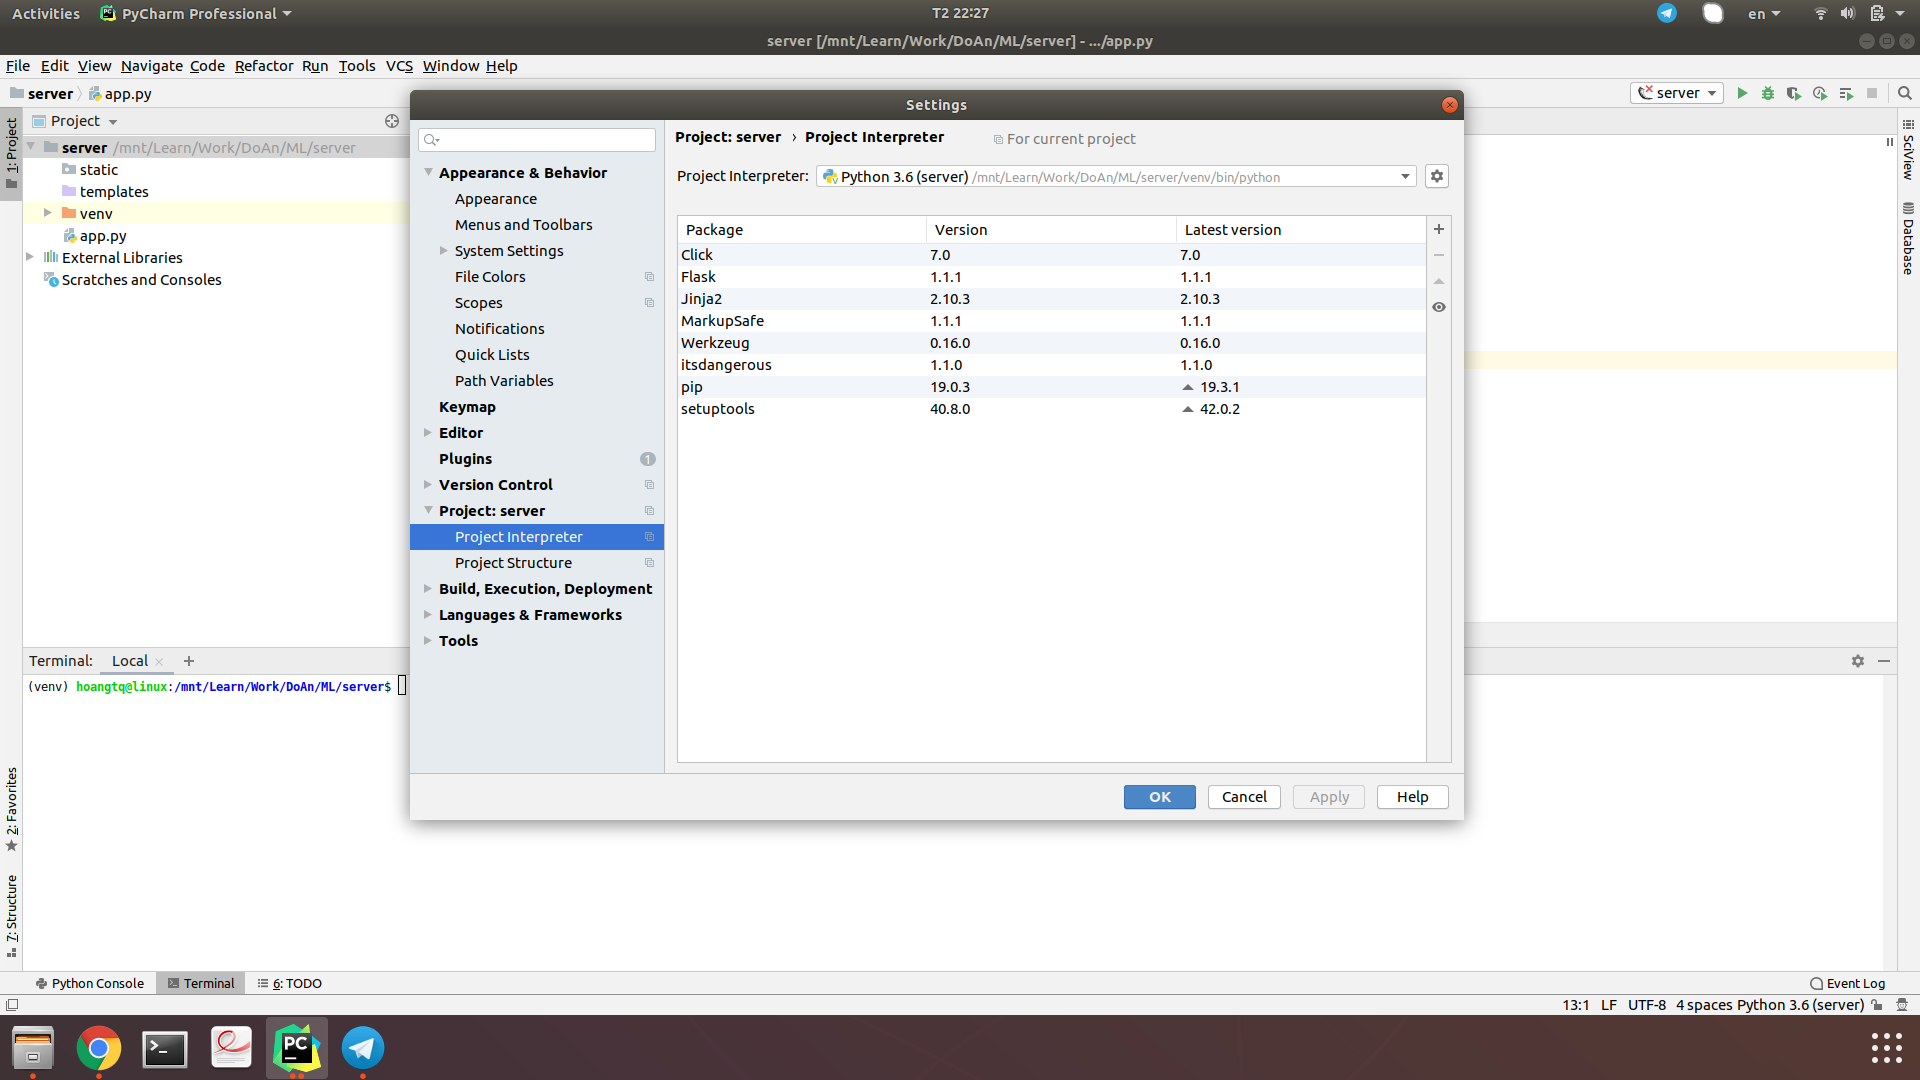 Activities PyCharm Professional T2 22:27 en
server [/mnt/Learn/Work/DoAn/ML/server] - .../app.py
File Edit View Navigate Code Refactor Run Tools VCS Window Help
server app.py server
1: Project
Project
server /mnt/Learn/Work/DoAn/ML/server
static
templates
venv
app.py
External Libraries
Scratches and Consoles
Settings
Appearance & Behavior
Appearance
Menus and Toolbars
System Settings
File Colors
Scopes
Notifications
Quick Lists
Path Variables
Keymap
Editor
Plugins 1
Version Control
Project: server
Project Interpreter
Project Structure
Build, Execution, Deployment
Languages & Frameworks
Tools
Project: server › Project Interpreter For current project
Project Interpreter: Python 3.6 (server) /mnt/Learn/Work/DoAn/ML/server/venv/bin/python
Package Version Latest version
Click 7.0 7.0
Flask 1.1.1 1.1.1
Jinja2 2.10.3 2.10.3
MarkupSafe 1.1.1 1.1.1
Werkzeug 0.16.0 0.16.0
itsdangerous 1.1.0 1.1.0
pip 19.0.3 19.3.1
setuptools 40.8.0 42.0.2
OK Cancel Apply Help
SciView
Database
Terminal: Local
(venv) hoangtq@linux:/mnt/Learn/Work/DoAn/ML/server$
2: Favorites
7: Structure
Python Console Terminal 6: TODO Event Log
13:1 LF UTF-8 4 spaces Python 3.6 (server)
PC